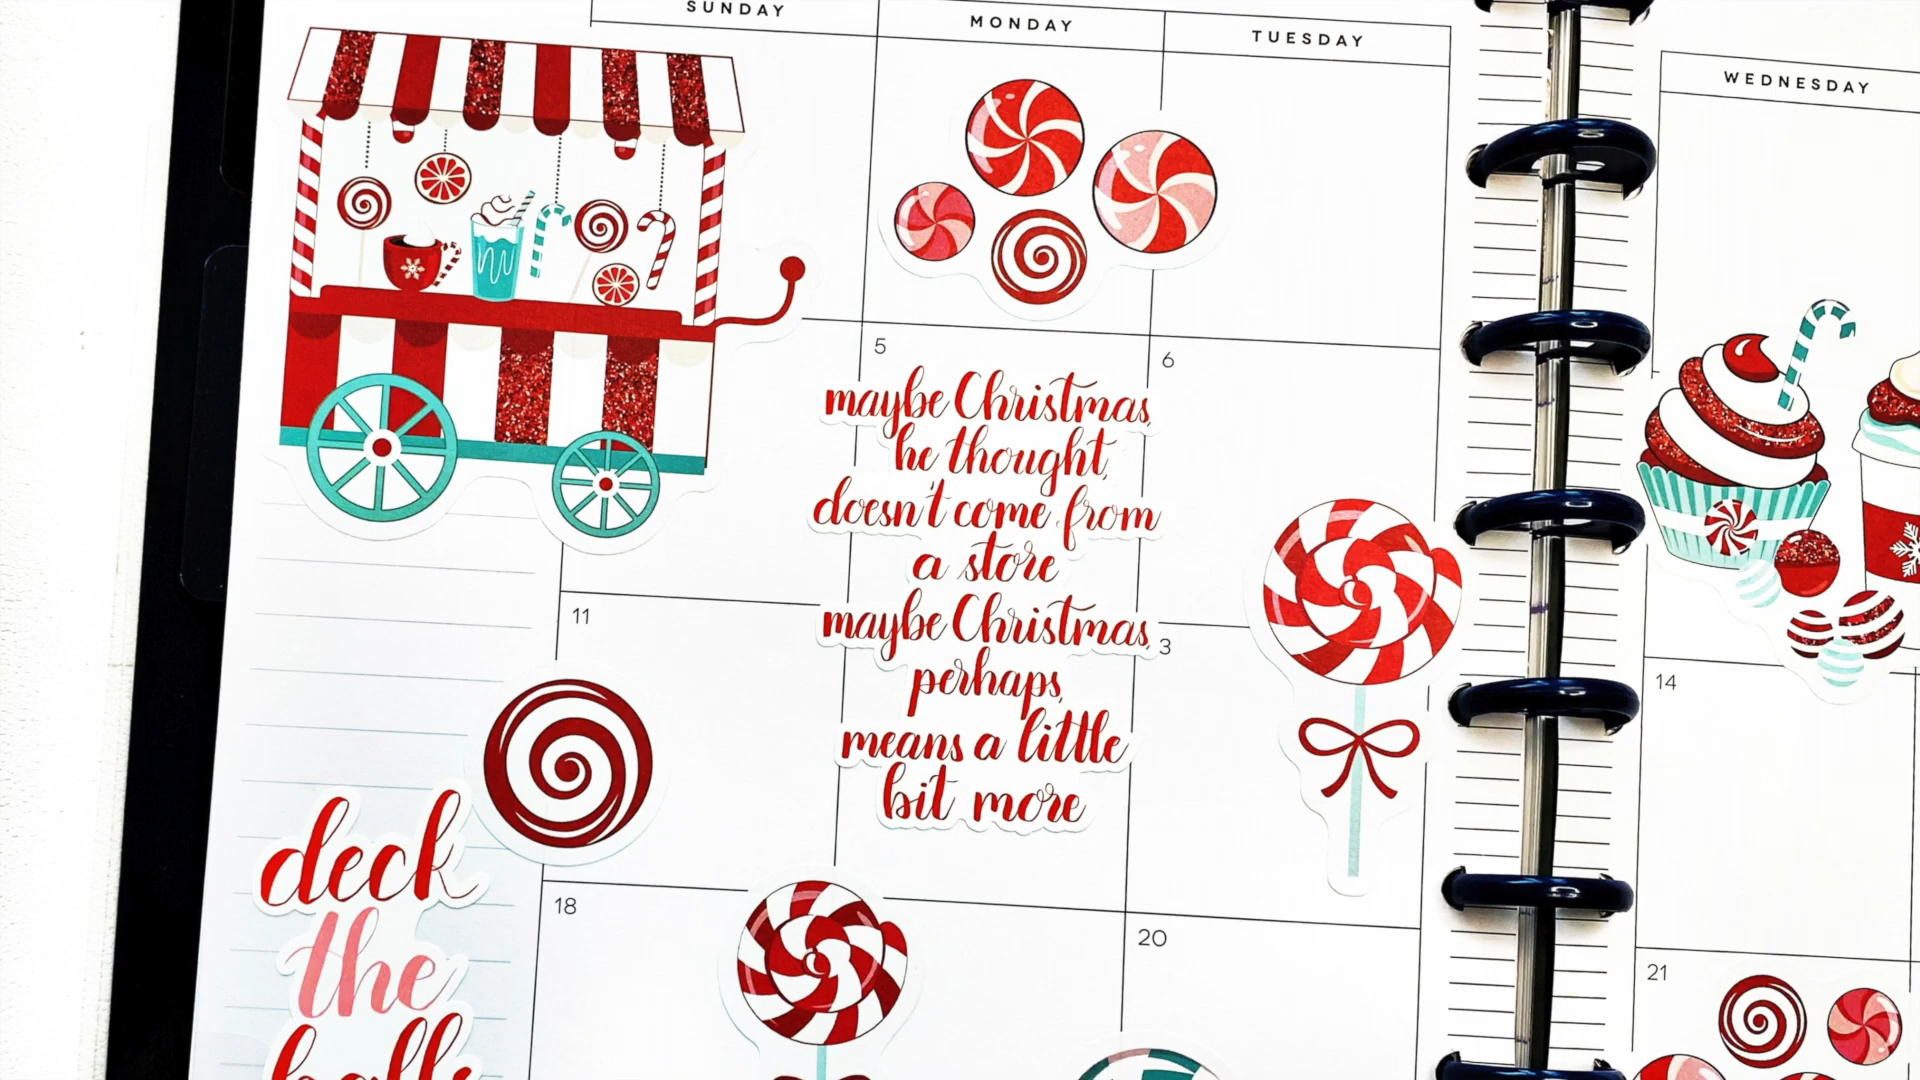 SUNDAY
MONDAY
TUESDAY
WEDNESDAY
5
6
maybe Christmas,
he thought,
doesn't come from
a store
maybe Christmas,
perhaps,
means a little
bit more
11
3
14
deck
the
halls
18
20
21